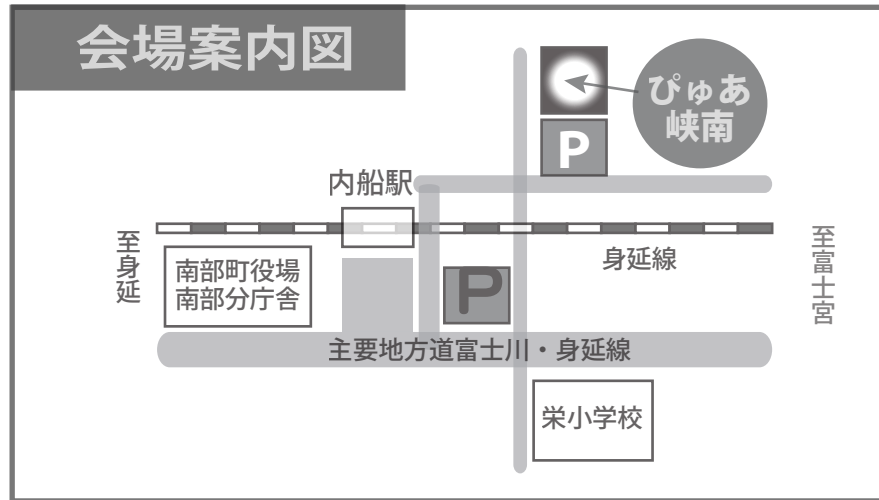 会場案内図
ぴゅあ
峡南
P
内船駅
至身延
南部町役場
南部分庁舎
P
身延線
至富士宮
主要地方道富士川・身延線
栄小学校